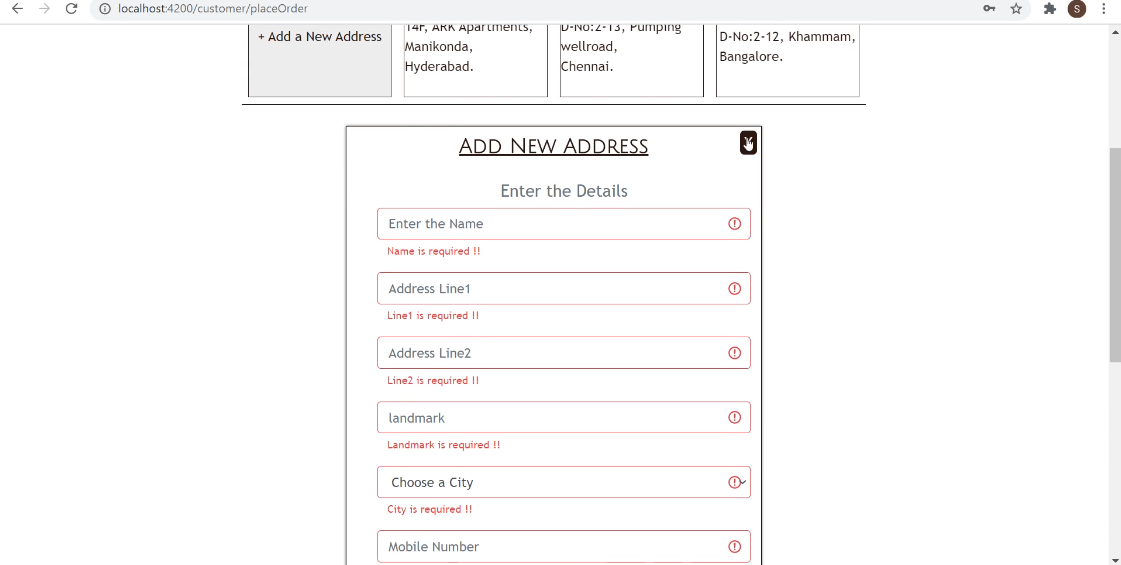 localhost:4200/customer/placeOrder
S
+ Add a New Address
14F, ARK Apartments,
Manikonda,
Hyderabad.
D-No:2-13, Pumping
wellroad,
Chennai.
D-No:2-12, Khammam,
Bangalore.
Add New Address
Enter the Details
Enter the Name
Name is required !!
Address Line1
Line1 is required !!
Address Line2
Line2 is required !!
landmark
Landmark is required !!
Choose a City
City is required !!
Mobile Number